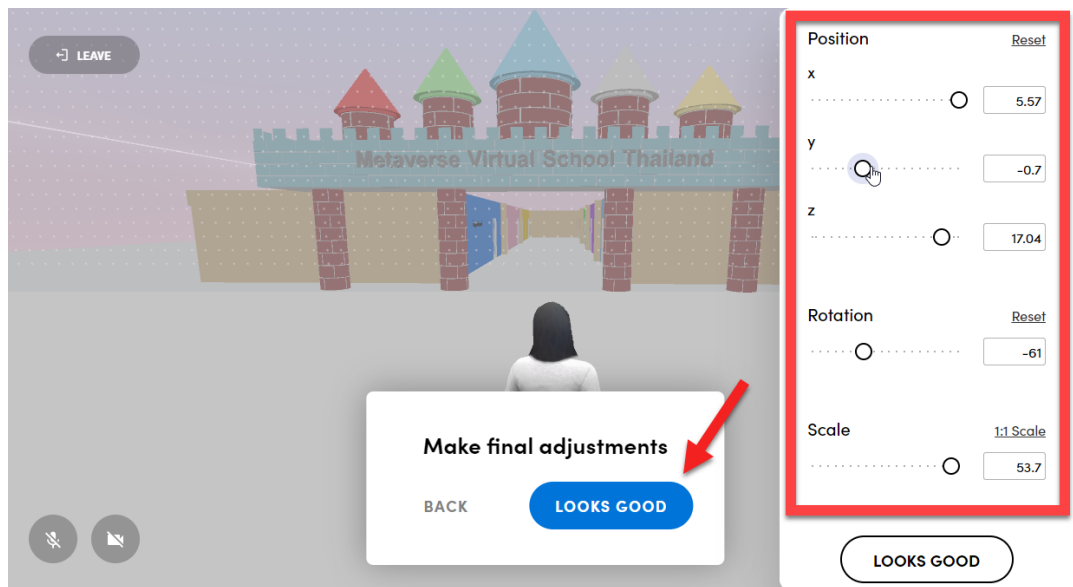 LEAVE
Metaverse Virtual School Thailand
Make final adjustments
BACK
LOOKS GOOD
Position Reset
x
5.57
y
-0.7
z
17.04
Rotation Reset
-61
Scale 1:1 Scale
53.7
LOOKS GOOD